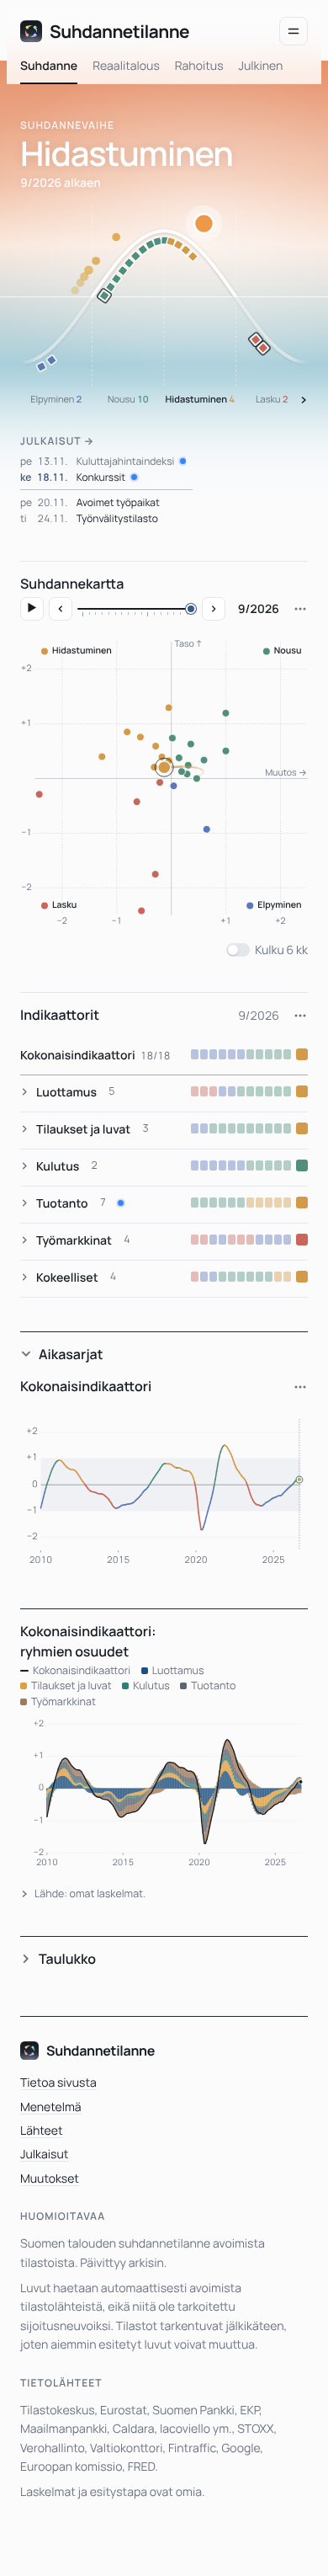 Suhdannetilanne
Suhdanne Reaalitalous Rahoitus Julkinen
SUHDANNEVAIHE
Hidastuminen
9/2026 alkaen
Elpyminen 2 Nousu 10 Hidastuminen 4 Lasku 2
JULKAISUT →
pe 13.11. Kuluttajahintaindeksi
ke 18.11. Konkurssit
pe 20.11. Avoimet työpaikat
ti 24.11. Työnvälitystilasto
Suhdannekartta
9/2026
Taso ↑
Hidastuminen Nousu
+2
+1
Muutos →
−1
−2
Lasku Elpyminen
−2 −1 +1 +2
Kulku 6 kk
Indikaattorit 9/2026
Kokonaisindikaattori 18/18
Luottamus 5
Tilaukset ja luvat 3
Kulutus 2
Tuotanto 7
Työmarkkinat 4
Kokeelliset 4
Aikasarjat
Kokonaisindikaattori
+2
+1
0
−1
−2
2010 2015 2020 2025
Kokonaisindikaattori:
ryhmien osuudet
Kokonaisindikaattori Luottamus
Tilaukset ja luvat Kulutus Tuotanto
Työmarkkinat
+2
+1
0
−1
−2
2010 2015 2020 2025
Lähde: omat laskelmat.
Taulukko
Suhdannetilanne
Tietoa sivusta
Menetelmä
Lähteet
Julkaisut
Muutokset
HUOMIOITAVAA
Suomen talouden suhdannetilanne avoimista
tilastoista. Päivittyy arkisin.
Luvut haetaan automaattisesti avoimista
tilastolähteistä, eikä niitä ole tarkoitettu
sijoitusneuvoiksi. Tilastot tarkentuvat jälkikäteen,
joten aiemmin esitetyt luvut voivat muuttua.
TIETOLÄHTEET
Tilastokeskus, Eurostat, Suomen Pankki, EKP,
Maailmanpankki, Caldara, Iacoviello ym., STOXX,
Verohallinto, Valtiokonttori, Fintraffic, Google,
Euroopan komissio, FRED.
Laskelmat ja esitystapa ovat omia.